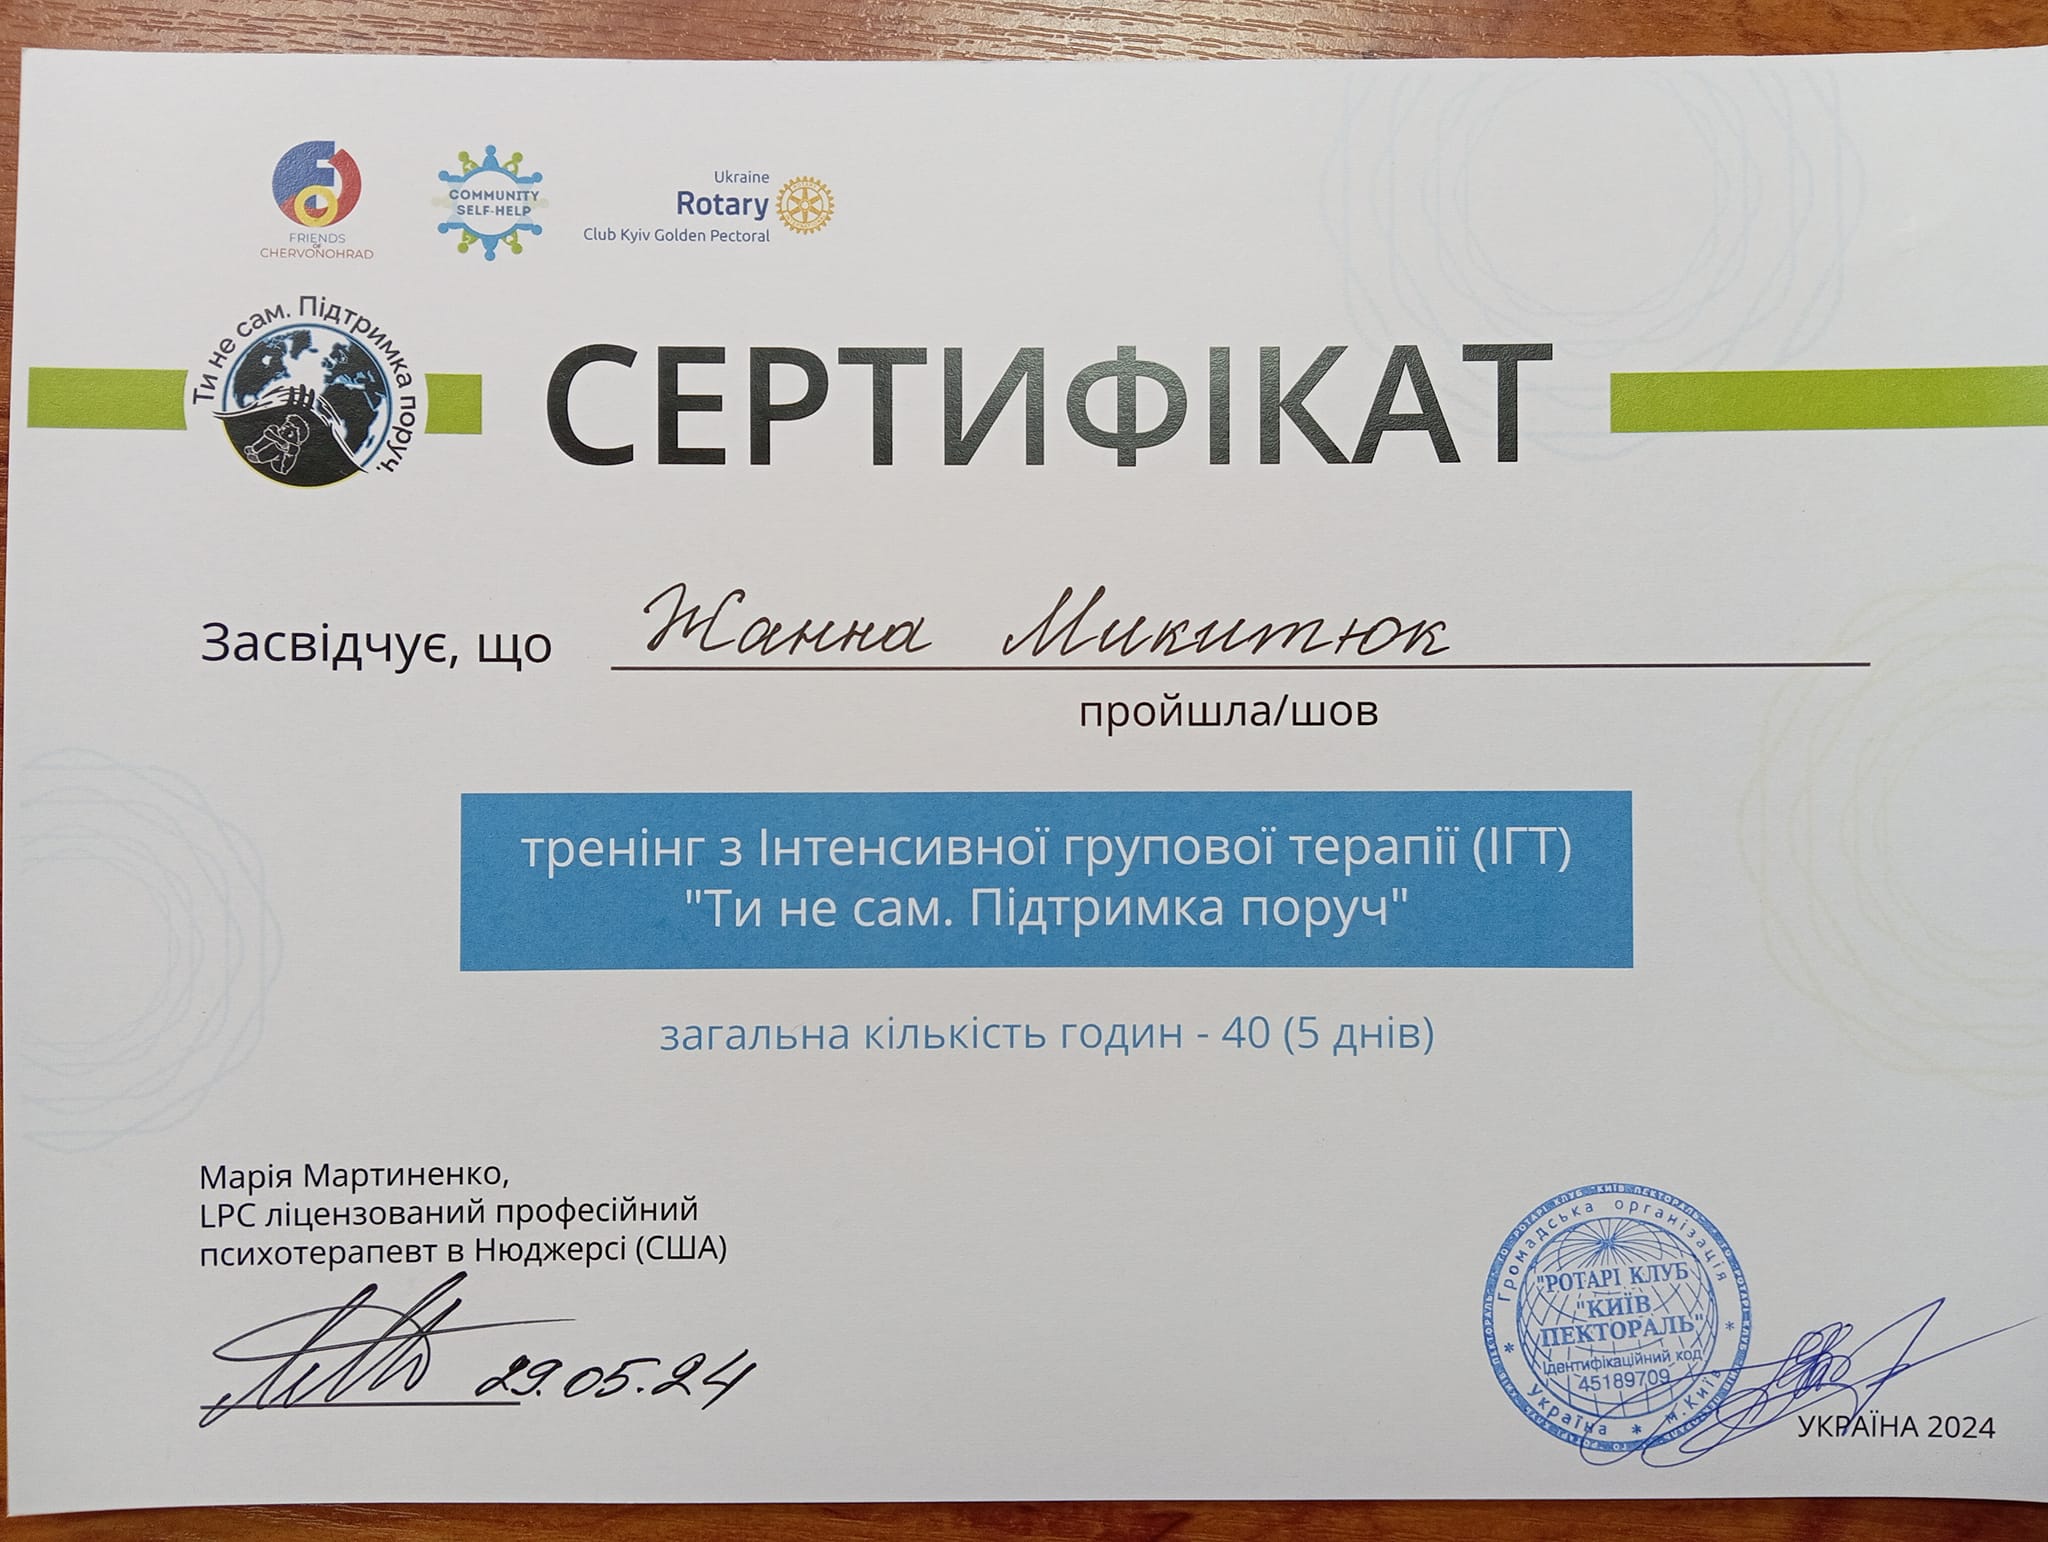 FRIENDS
OF
CHERVONOHRAD
COMMUNITY
SELF-HELP
Ukraine
Rotary
Club Kyiv Golden Pectoral
Ти не сам. Підтримка поруч.
СЕРТИФІКАТ
Засвідчує, що Жанна Микитюк
пройшла/шов
тренінг з Інтенсивної групової терапії (ІГТ)
"Ти не сам. Підтримка поруч"
загальна кількість годин - 40 (5 днів)
Марія Мартиненко,
LPC ліцензований професійний
психотерапевт в Нюджерсі (США)
29.05.24
Громадська організація
"РОТАРІ КЛУБ
"КИЇВ
ПЕКТОРАЛЬ"
Ідентифікаційний код
45189709
* Україна * м.Київ *
УКРАЇНА 2024